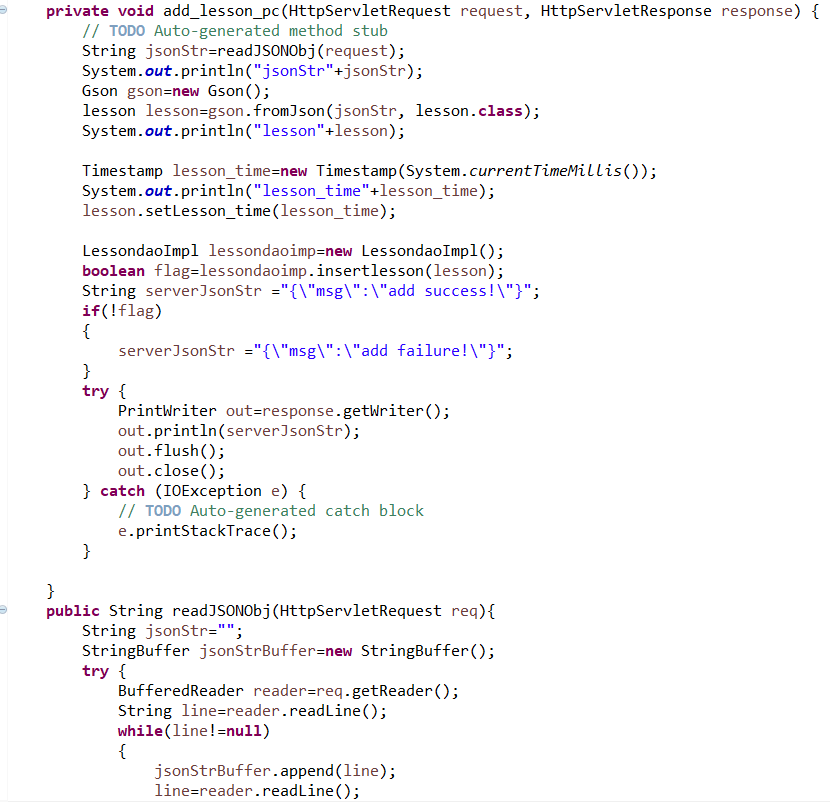 private void add_lesson_pc(HttpServletRequest request, HttpServletResponse response) {
// TODO Auto-generated method stub
String jsonStr=readJSONObj(request);
System.out.println("jsonStr"+jsonStr);
Gson gson=new Gson();
lesson lesson=gson.fromJson(jsonStr, lesson.class);
System.out.println("lesson"+lesson);
Timestamp lesson_time=new Timestamp(System.currentTimeMillis());
System.out.println("lesson_time"+lesson_time);
lesson.setLesson_time(lesson_time);
LessondaoImpl lessondaoimp=new LessondaoImpl();
boolean flag=lessondaoimp.insertlesson(lesson);
String serverJsonStr ="{\"msg\":\"add success!\"}";
if(!flag)
{
serverJsonStr ="{\"msg\":\"add failure!\"}";
}
try {
PrintWriter out=response.getWriter();
out.println(serverJsonStr);
out.flush();
out.close();
} catch (IOException e) {
// TODO Auto-generated catch block
e.printStackTrace();
}
}
public String readJSONObj(HttpServletRequest req){
String jsonStr="";
StringBuffer jsonStrBuffer=new StringBuffer();
try {
BufferedReader reader=req.getReader();
String line=reader.readLine();
while(line!=null)
{
jsonStrBuffer.append(line);
line=reader.readLine();